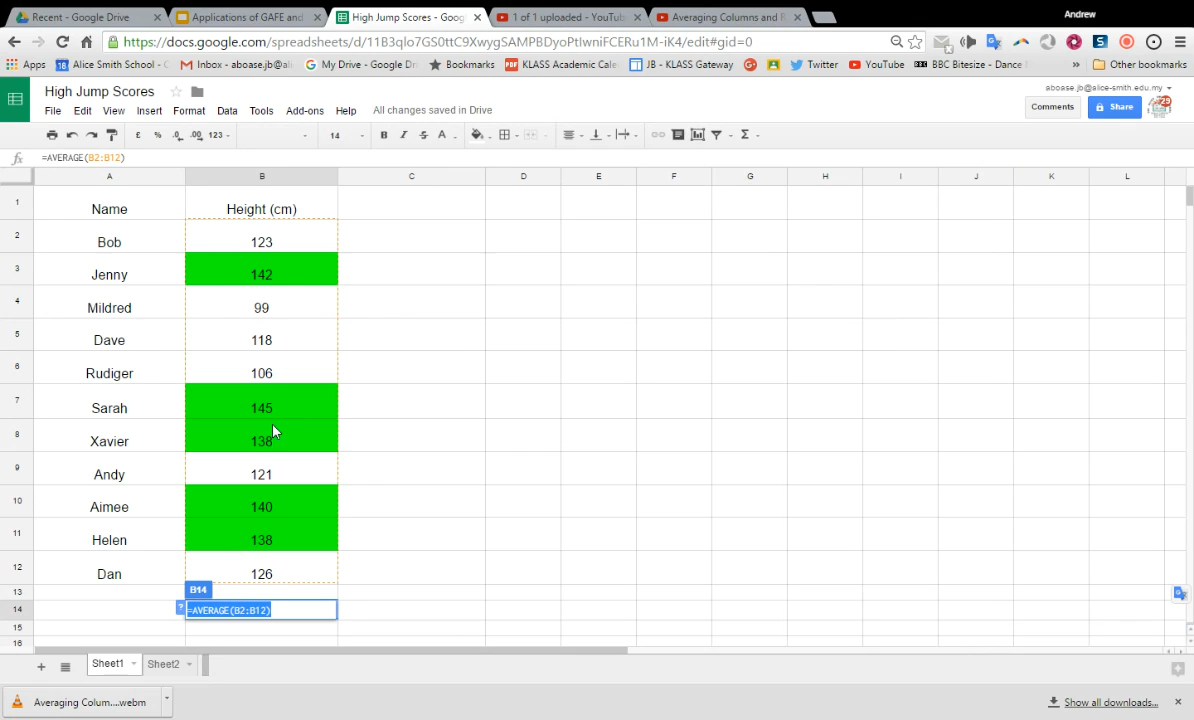 Recent - Google Drive
Applications of GAFE and
High Jump Scores - Goog
1 of 1 uploaded - YouTub
Averaging Columns and R
Andrew
https://docs.google.com/spreadsheets/d/11B3qlo7GS0ttC9XwygSAMPBDyoPtIwniFCERu1M-iK4/edit#gid=0
Apps
Alice Smith School - C
Inbox - aboase.jb@ali
My Drive - Google Dri
Bookmarks
KLASS Academic Cale
JB - KLASS Gateway
Twitter
YouTube
BBC Bitesize - Dance
»
Other bookmarks
High Jump Scores
aboase.jb@alice-smith.edu.my
File Edit View Insert Format Data Tools Add-ons Help All changes saved in Drive
Comments
Share
£ % .0 .00 123 14 B I S A Σ
fx =AVERAGE(B2:B12)
A B C D E F G H I J K L
1 Name Height (cm)
2 Bob 123
3 Jenny 142
4 Mildred 99
5 Dave 118
6 Rudiger 106
7 Sarah 145
8 Xavier 138
9 Andy 121
10 Aimee 140
11 Helen 138
12 Dan 126
13 B14
14 ? =AVERAGE(B2:B12)
15
16
+ Sheet1 Sheet2
Averaging Colum....webm
Show all downloads...